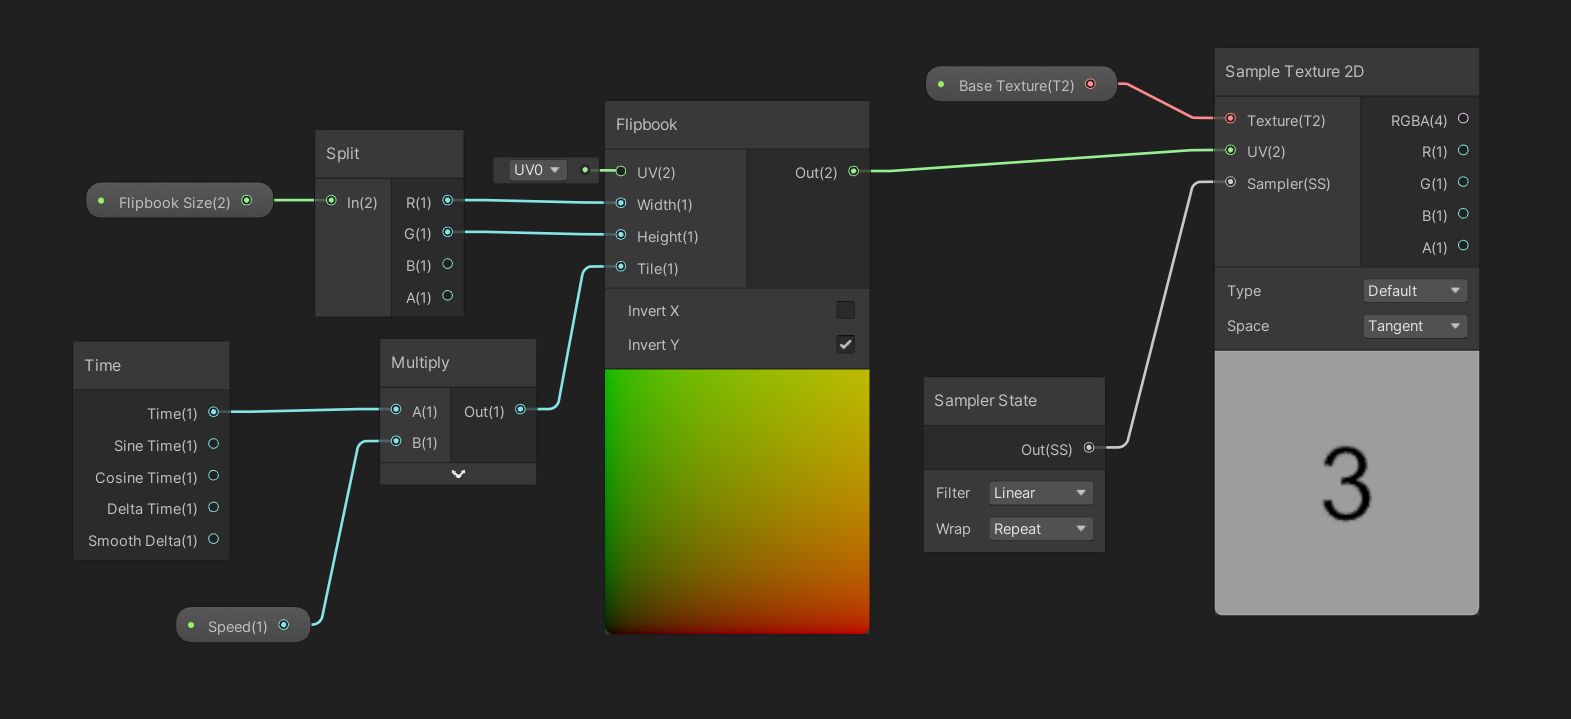 Flipbook Size(2)
Split
In(2)
R(1)
G(1)
B(1)
A(1)
Time
Time(1)
Sine Time(1)
Cosine Time(1)
Delta Time(1)
Smooth Delta(1)
Speed(1)
Multiply
A(1)
B(1)
Out(1)
UV0
Flipbook
UV(2)
Width(1)
Height(1)
Tile(1)
Out(2)
Invert X
Invert Y
Base Texture(T2)
Sampler State
Out(SS)
Filter Linear
Wrap Repeat
Sample Texture 2D
Texture(T2)
UV(2)
Sampler(SS)
RGBA(4)
R(1)
G(1)
B(1)
A(1)
Type Default
Space Tangent
3